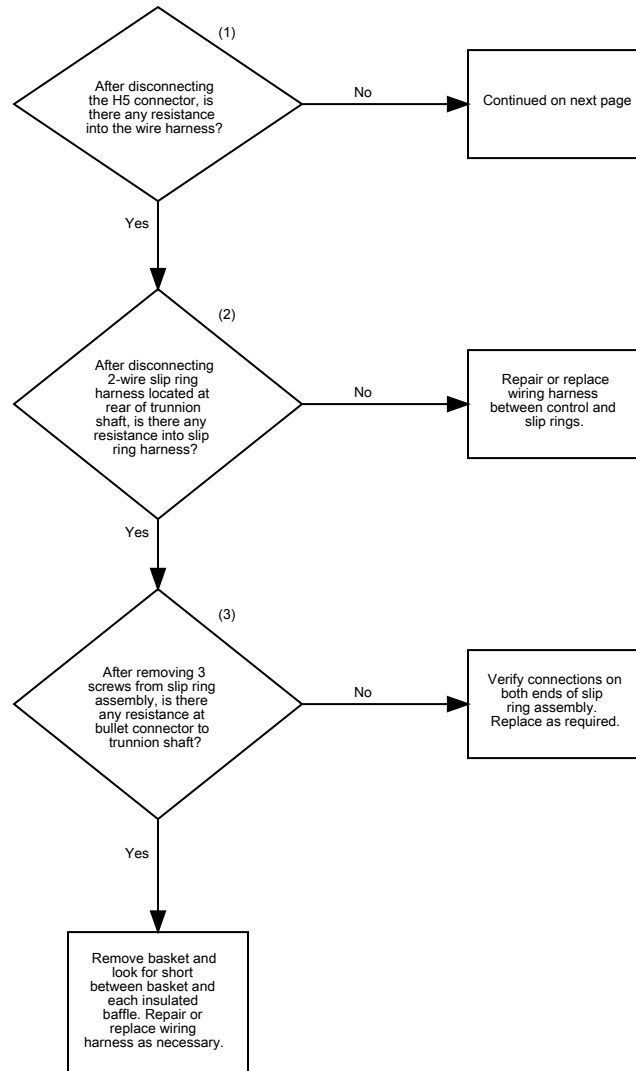 (1)
After disconnecting
the H5 connector, is
there any resistance
into the wire harness?
No
Continued on next page
Yes
(2)
After disconnecting
2-wire slip ring
harness located at
rear of trunnion
shaft, is there any
resistance into slip
ring harness?
No
Repair or replace
wiring harness
between control and
slip rings.
Yes
(3)
After removing 3
screws from slip ring
assembly, is there
any resistance at
bullet connector to
trunnion shaft?
No
Verify connections on
both ends of slip
ring assembly.
Replace as required.
Yes
Remove basket and
look for short
between basket and
each insulated
baffle. Repair or
replace wiring
harness as necessary.